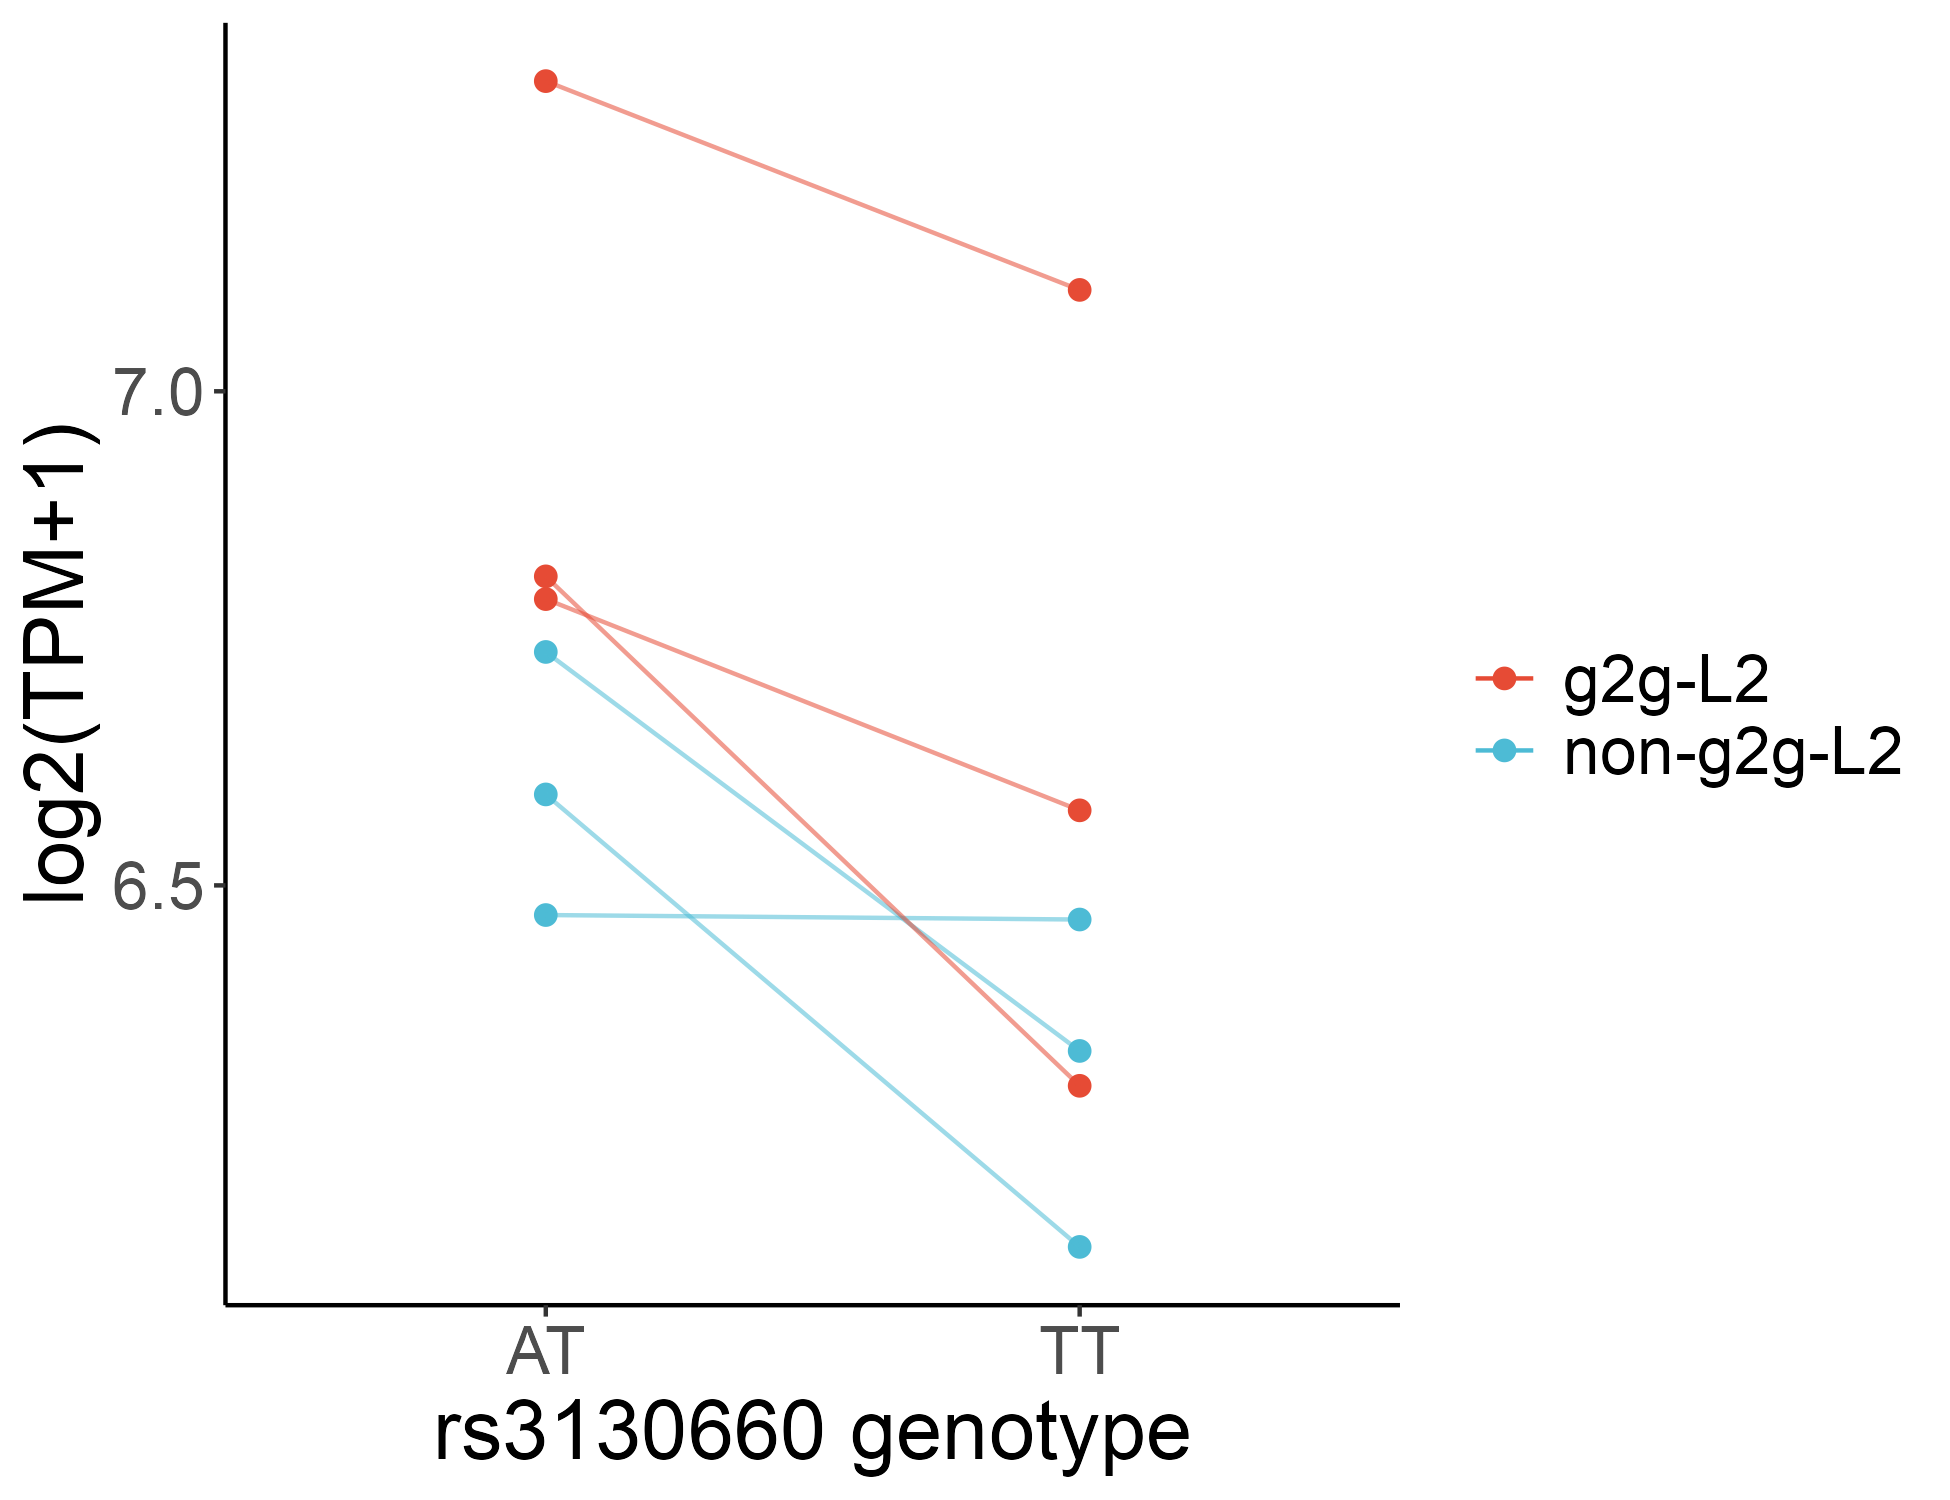 log2(TPM+1)
7.0
6.5
AT
TT
rs3130660 genotype
g2g-L2
non-g2g-L2